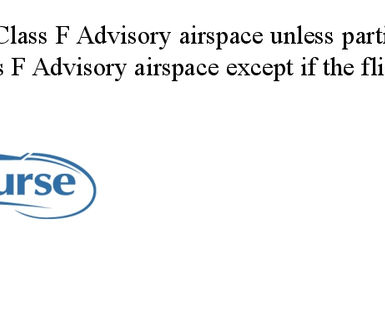 Class F Advisory airspace unless parti
s F Advisory airspace except if the fli
urse